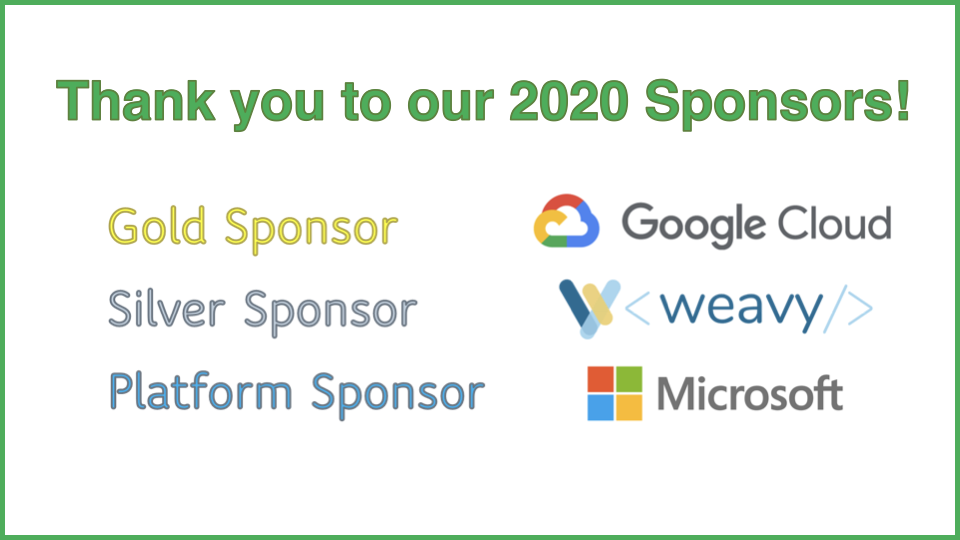 Thank you to our 2020 Sponsors!
Gold Sponsor Google Cloud
Silver Sponsor <weavy/>
Platform Sponsor Microsoft